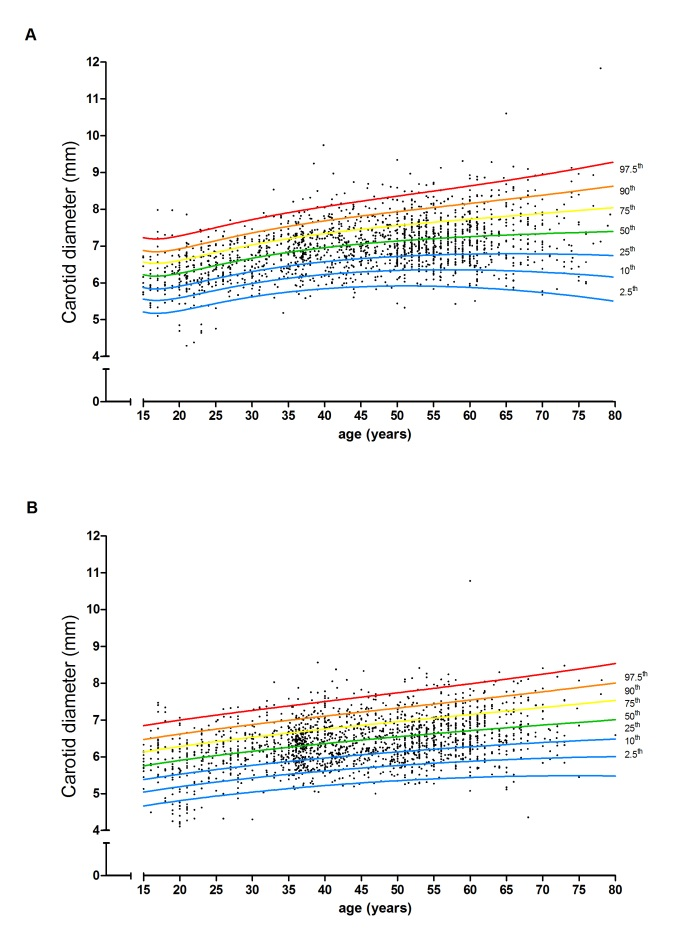 A
Carotid diameter (mm)
12
11
10
9
8
7
6
5
4
0
97.5th
90th
75th
50th
25th
10th
2.5th
15 20 25 30 35 40 45 50 55 60 65 70 75 80
age (years)
B
Carotid diameter (mm)
12
11
10
9
8
7
6
5
4
0
97.5th
90th
75th
50th
25th
10th
2.5th
15 20 25 30 35 40 45 50 55 60 65 70 75 80
age (years)